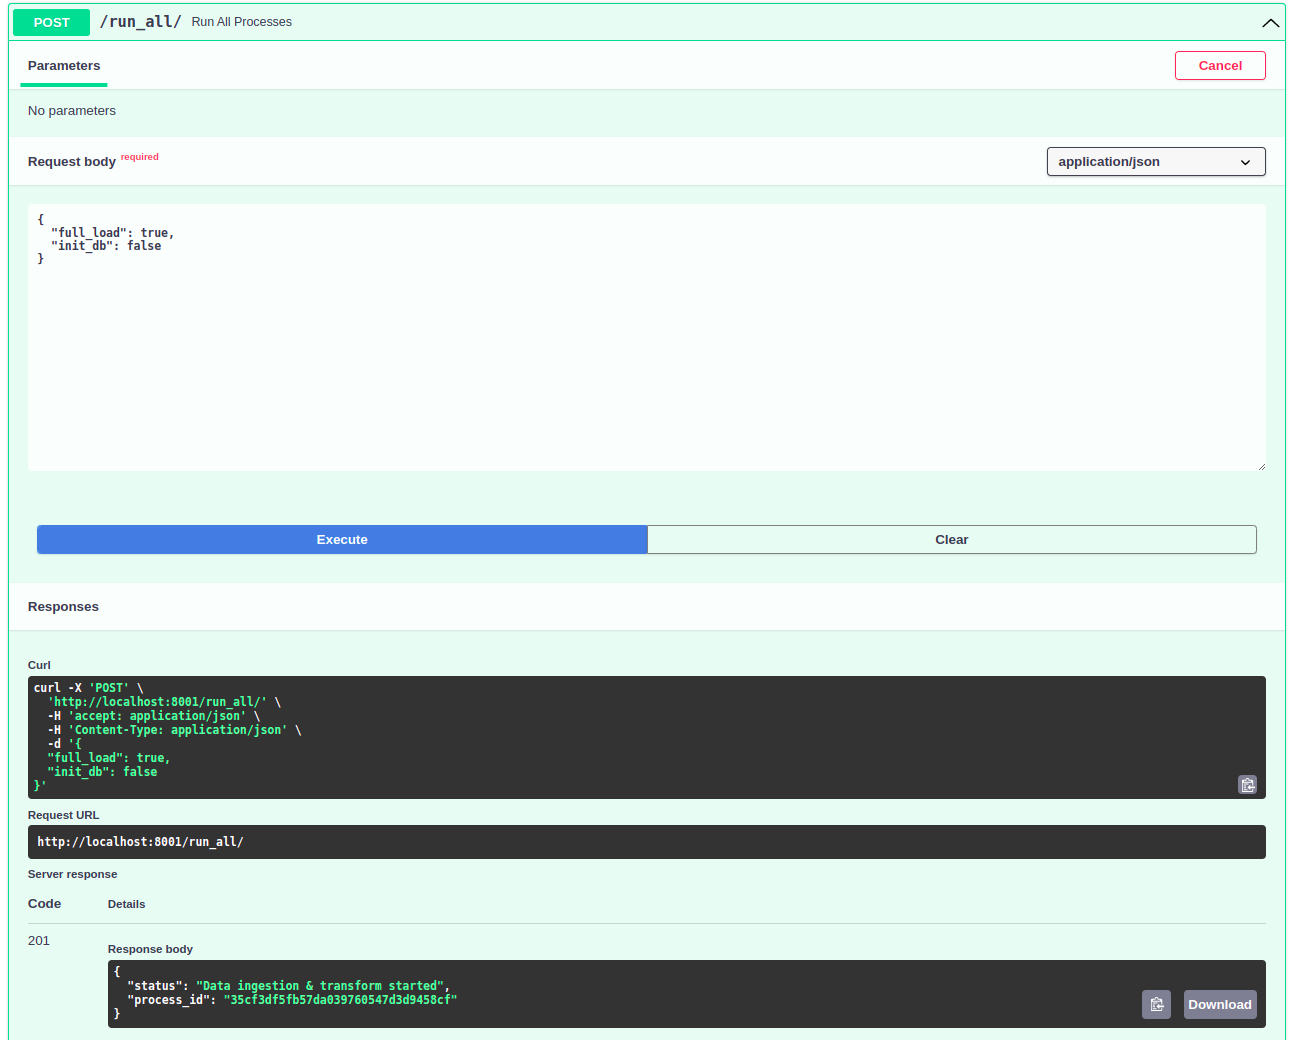 POST /run_all/ Run All Processes
Parameters
Cancel
No parameters
Request body required
application/json
{
  "full_load": true,
  "init_db": false
}
Execute
Clear
Responses
Curl
curl -X 'POST' \
  'http://localhost:8001/run_all/' \
  -H 'accept: application/json' \
  -H 'Content-Type: application/json' \
  -d '{
  "full_load": true,
  "init_db": false
}'
Request URL
http://localhost:8001/run_all/
Server response
Code Details
201
Response body
{
  "status": "Data ingestion & transform started",
  "process_id": "35cf3df5fb57da039760547d3d9458cf"
}
Download